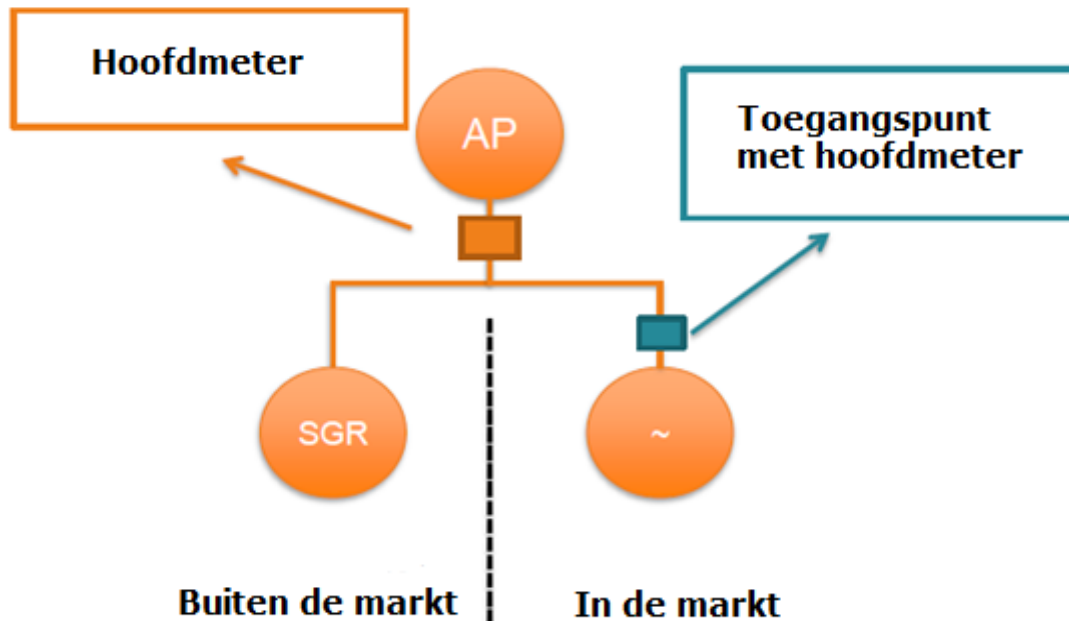 Hoofdmeter
AP
Toegangspunt
met hoofdmeter
SGR
~
Buiten de markt
In de markt